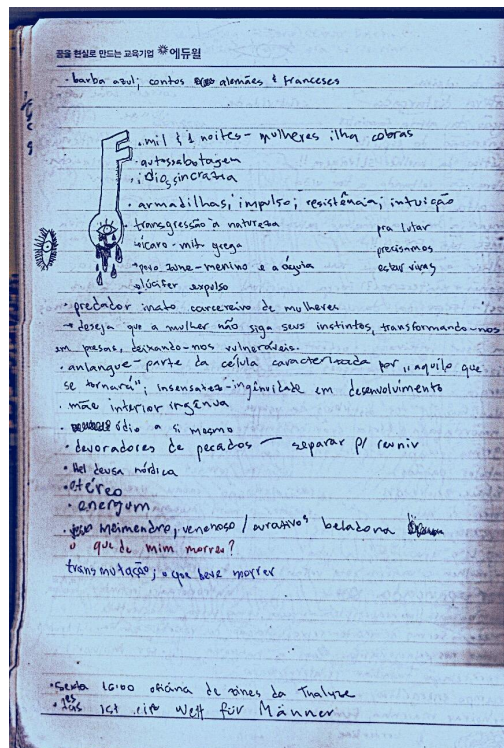 꿈을 현실로 만드는 교육기업 에듀윌
• barba azul; contos alemães & franceses
• mil & 1 noites - mulheres ilha cobras
• autossabotagem
• idiossincrasia
• armadilhas; impulso; resistência; intuição
• transgressão à natureza
pra lutar
ícaro - mit. grega
precisamos
povo Zune - menino e a águia
estar vivas
lúcifer expulso
• predador inato carcereiro de mulheres
→ deseja que a mulher não siga seus instintos, transformando-nos
em presas, deixando-nos vulneráveis.
• anlangue - parte da célula caracterizada por "aquilo que
se tornará"; insensatez - ingenuidade em desenvolvimento
• mãe interior ingênua
• ódio a si mesmo
• devoradores de pecados — separar p/ reunir
• Hel deusa nórdica
• etéreo
• energum
• meimendro, venenoso / curativo beladona
o que de mim morreu?
transmutação; o que deve morrer
• sexta 16:00 oficina de zines da Thalyze
• ist eine Welt für Männer